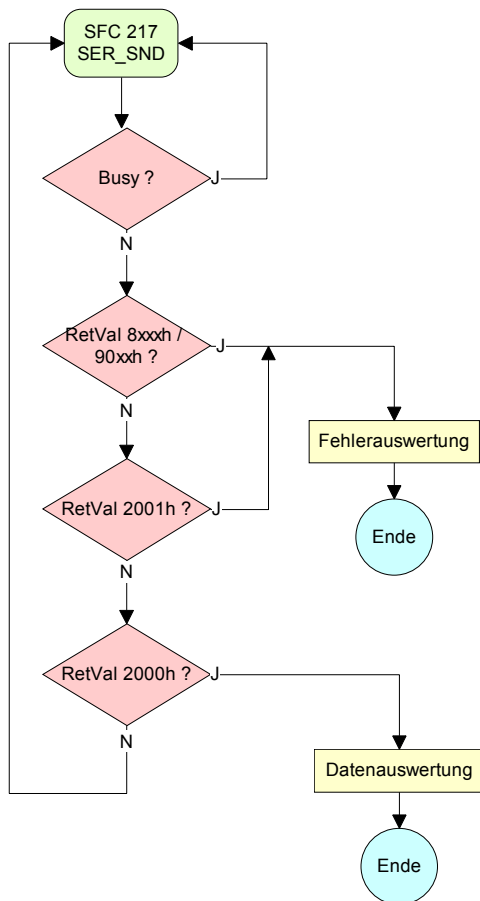 SFC 217
SER_SND
Busy ?
J
N
RetVal 8xxxh /
90xxh ?
J
N
Fehlerauswertung
RetVal 2001h ?
J
Ende
N
RetVal 2000h ?
J
N
Datenauswertung
Ende